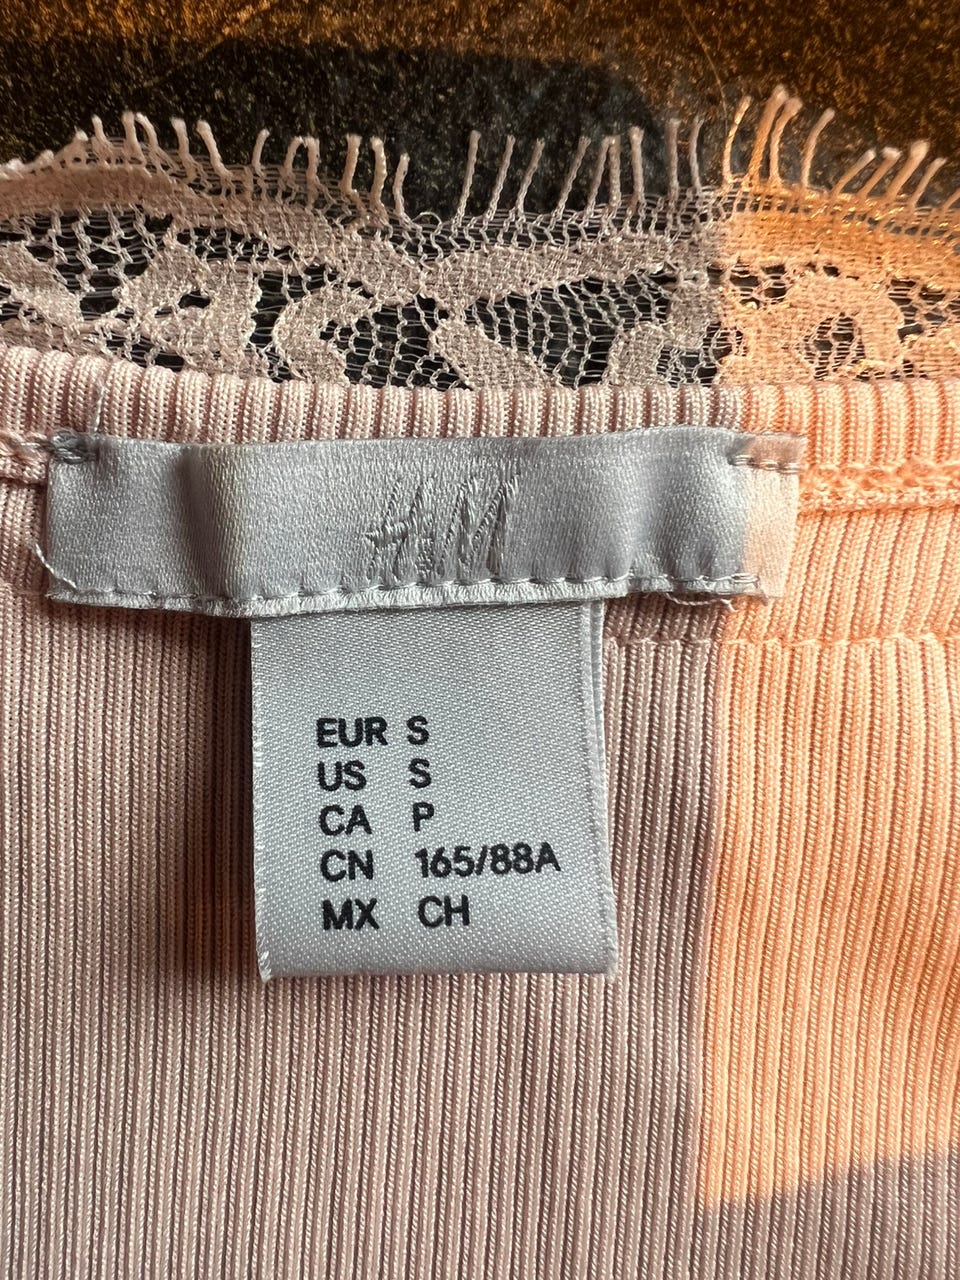 H&M
EUR S
US S
CA P
CN 165/88A
MX CH